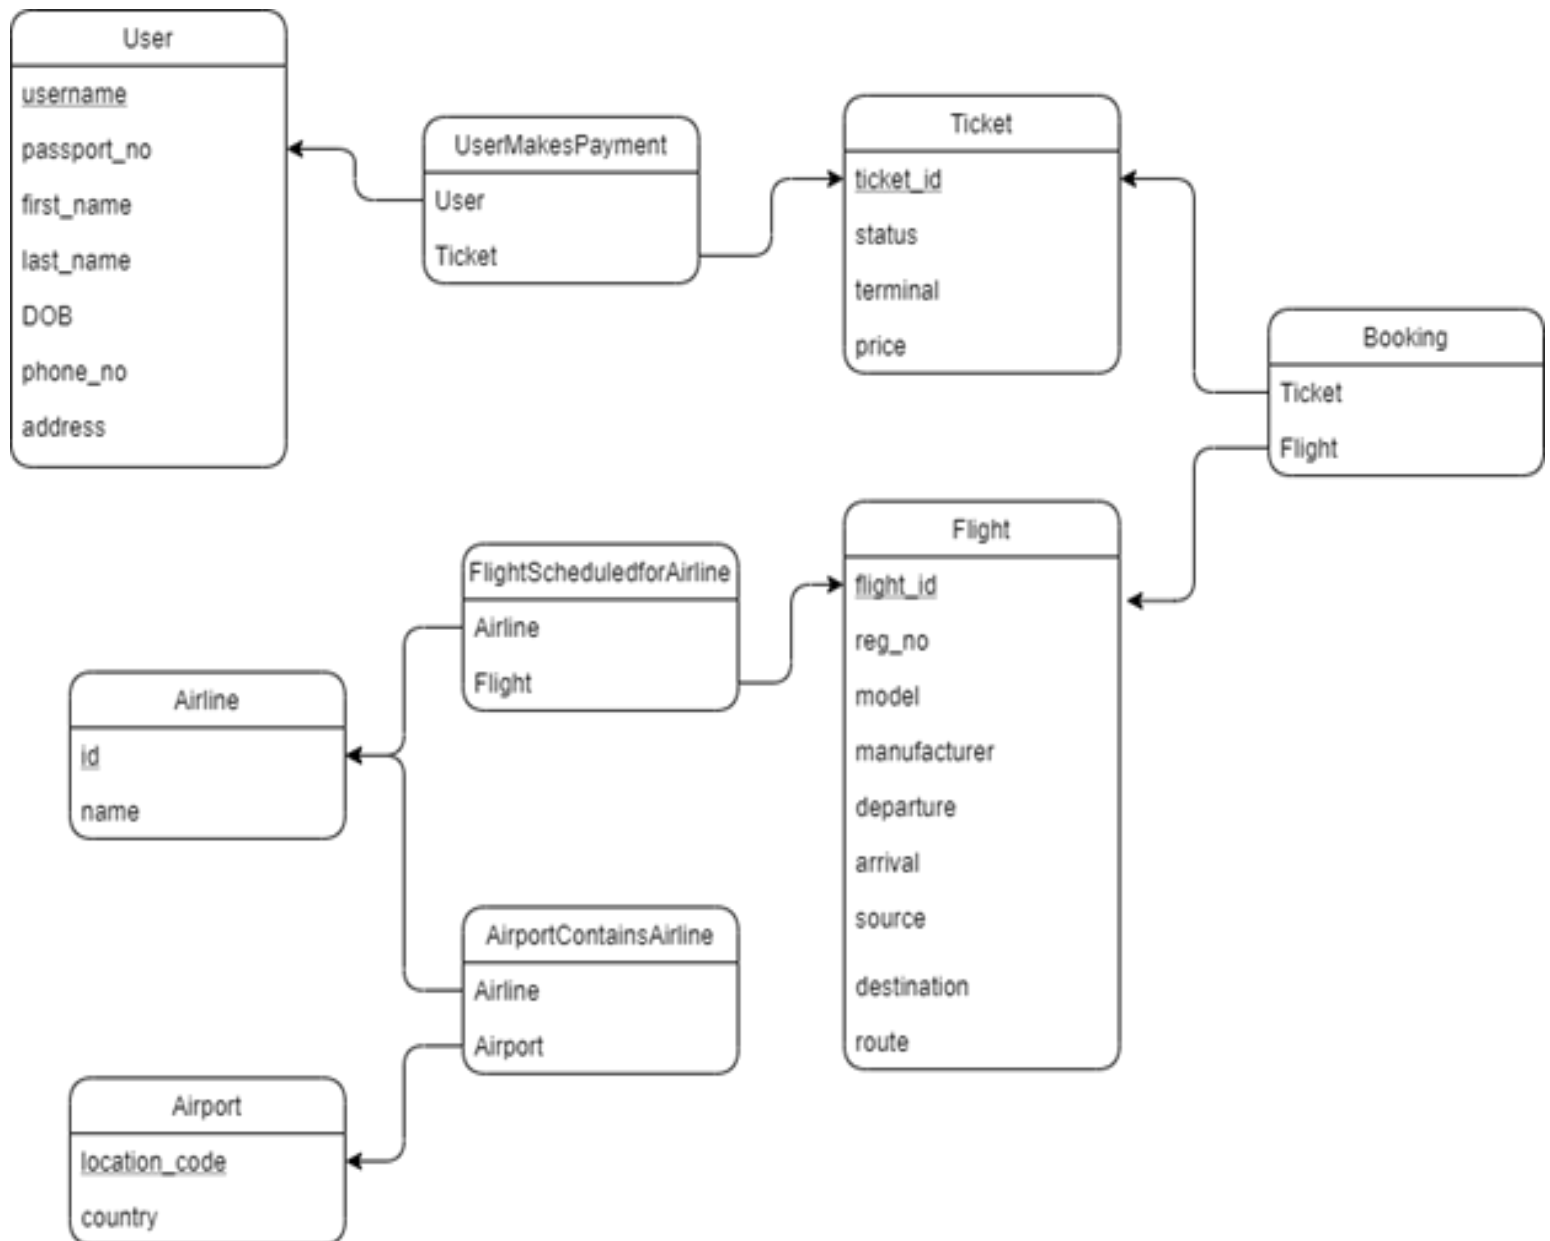 User
username
passport_no
first_name
last_name
DOB
phone_no
address
UserMakesPayment
User
Ticket
Ticket
ticket_id
status
terminal
price
Booking
Ticket
Flight
Flight
flight_id
reg_no
model
manufacturer
departure
arrival
source
destination
route
FlightScheduledforAirline
Airline
Flight
Airline
id
name
AirportContainsAirline
Airline
Airport
Airport
location_code
country